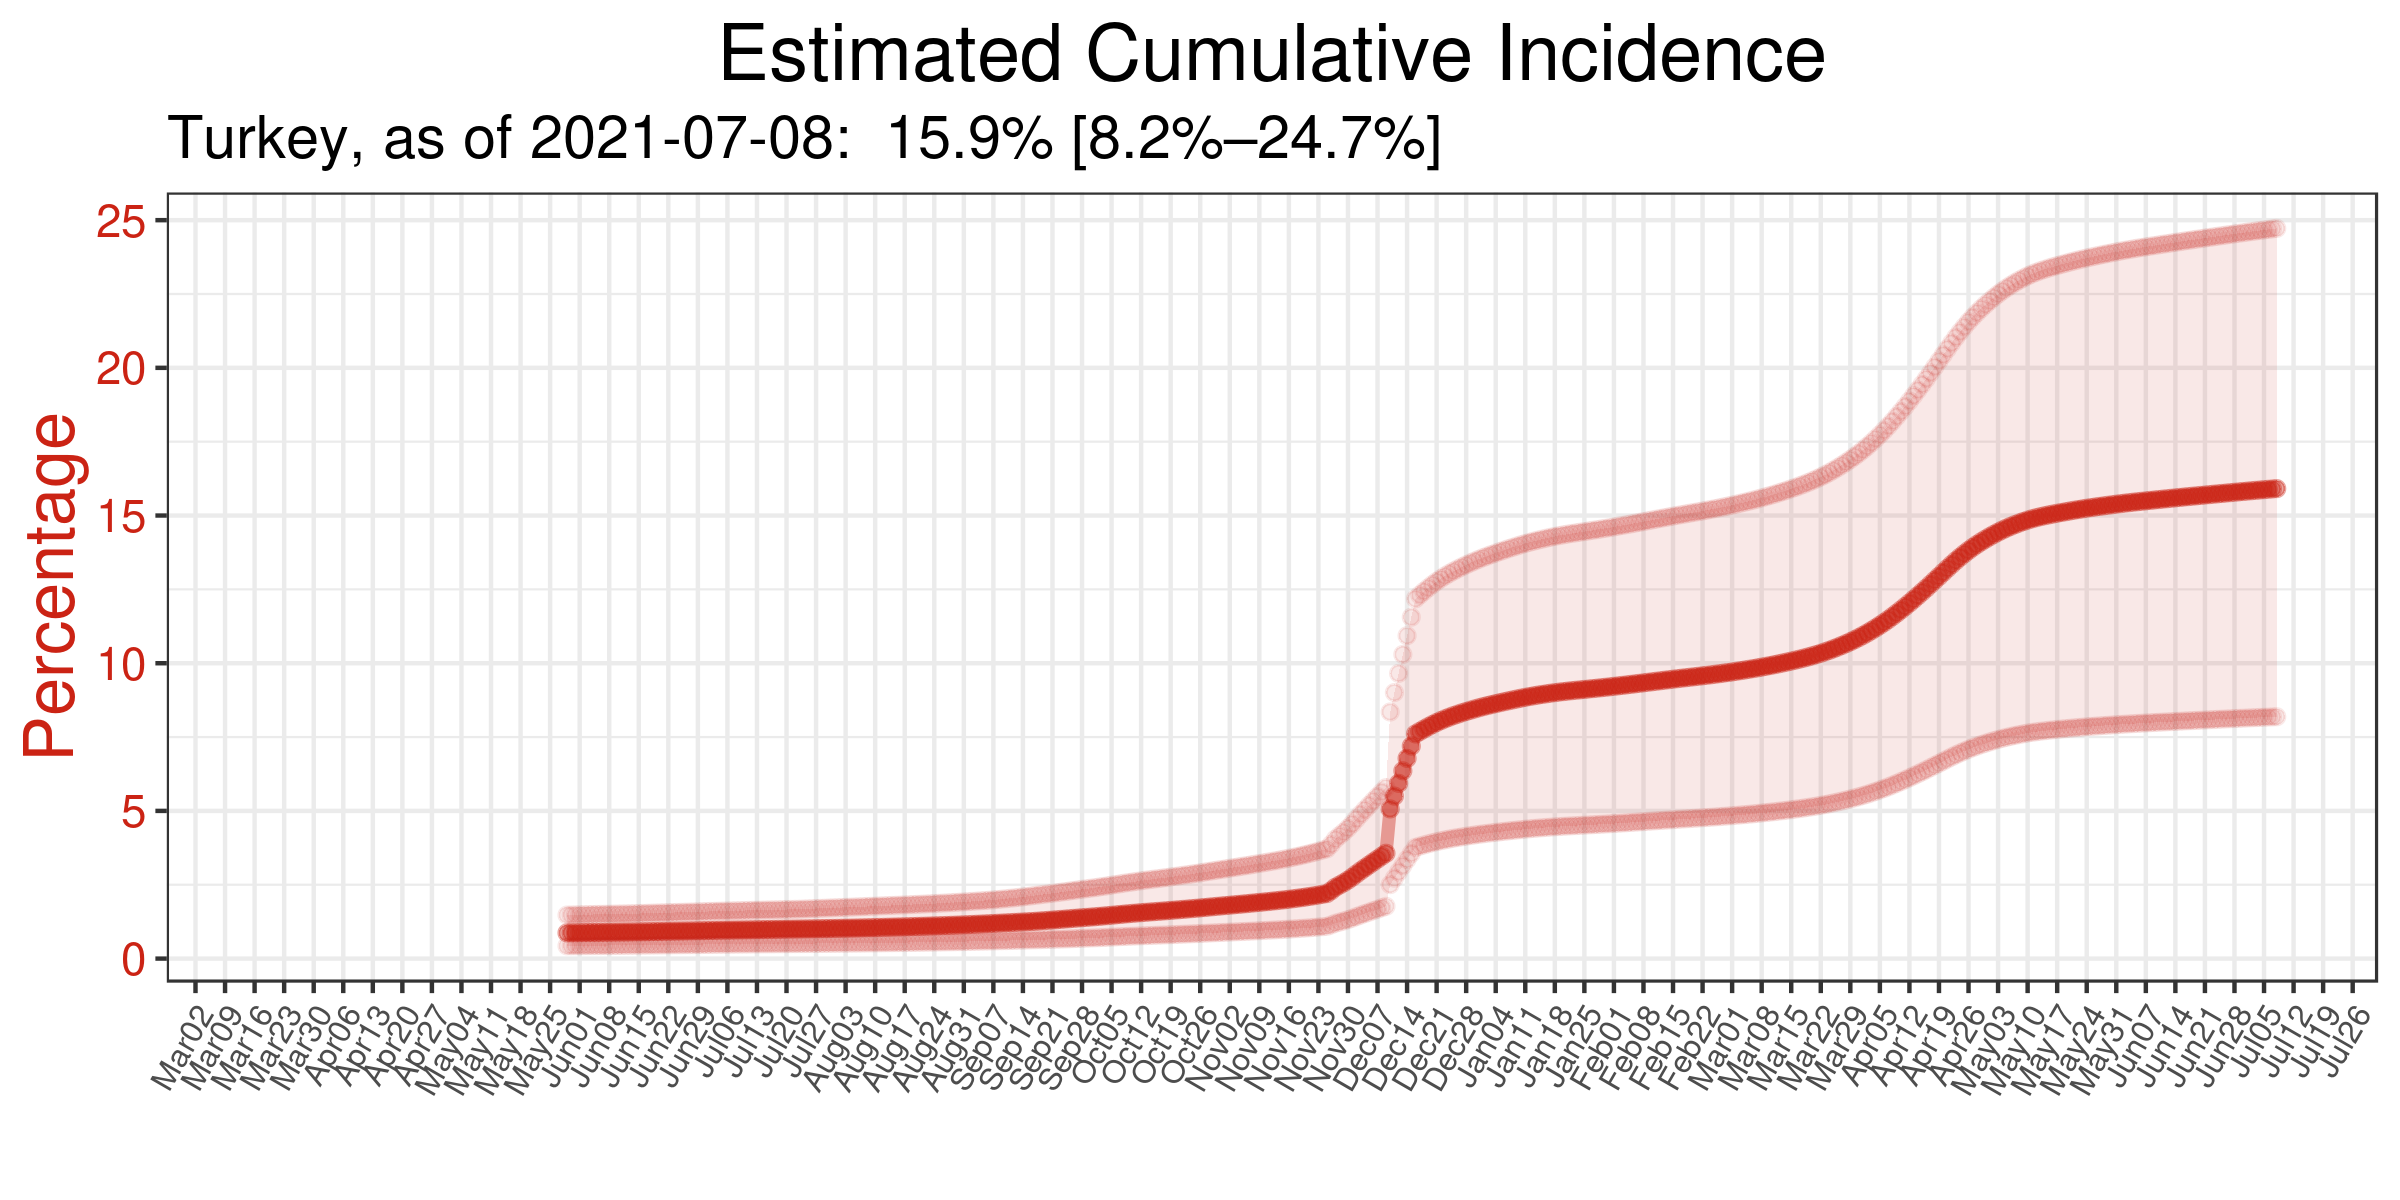 Estimated Cumulative Incidence
Turkey, as of 2021-07-08:  15.9% [8.2%–24.7%]
Percentage
25
20
15
10
5
0
Mar02
Mar09
Mar16
Mar23
Mar30
Apr06
Apr13
Apr20
Apr27
May04
May11
May18
May25
Jun01
Jun08
Jun15
Jun22
Jun29
Jul06
Jul13
Jul20
Jul27
Aug03
Aug10
Aug17
Aug24
Aug31
Sep07
Sep14
Sep21
Sep28
Oct05
Oct12
Oct19
Oct26
Nov02
Nov09
Nov16
Nov23
Nov30
Dec07
Dec14
Dec21
Dec28
Jan04
Jan11
Jan18
Jan25
Feb01
Feb08
Feb15
Feb22
Mar01
Mar08
Mar15
Mar22
Mar29
Apr05
Apr12
Apr19
Apr26
May03
May10
May17
May24
May31
Jun07
Jun14
Jun21
Jun28
Jul05
Jul12
Jul19
Jul26